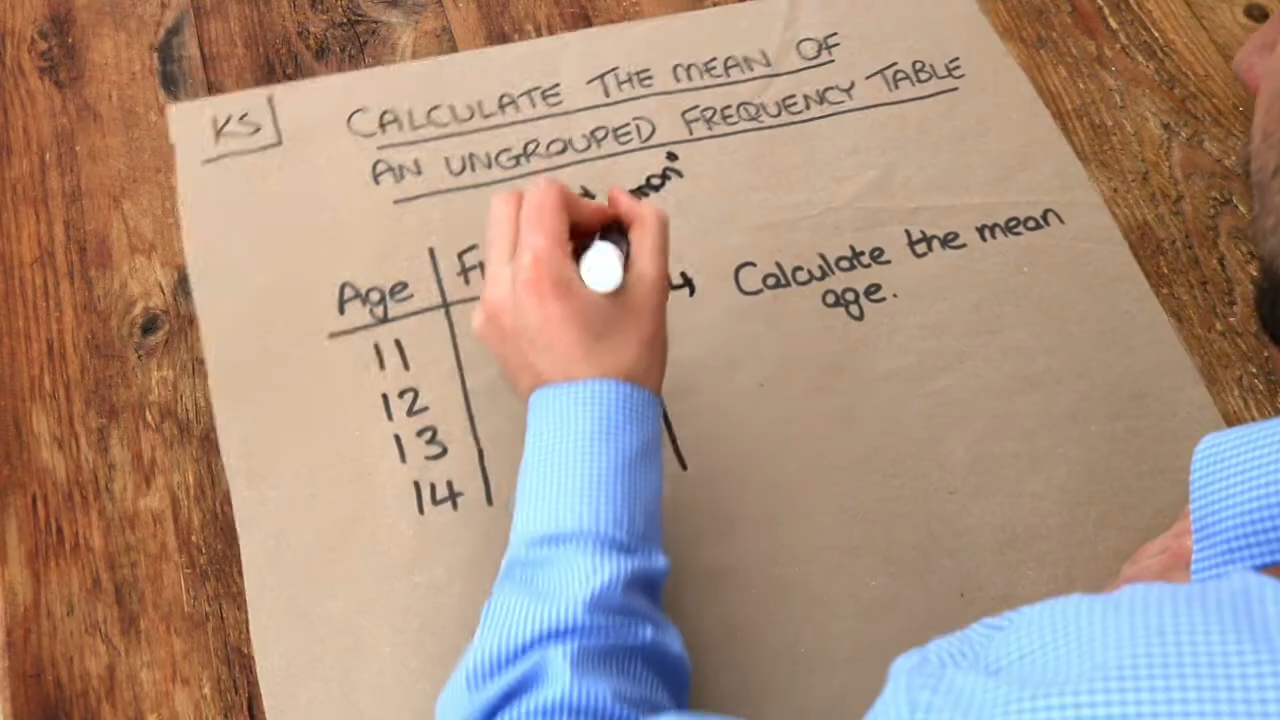 KS
CALCULATE THE MEAN OF
AN UNGROUPED FREQUENCY TABLE
Age
Calculate the mean
age.
11
12
13
14